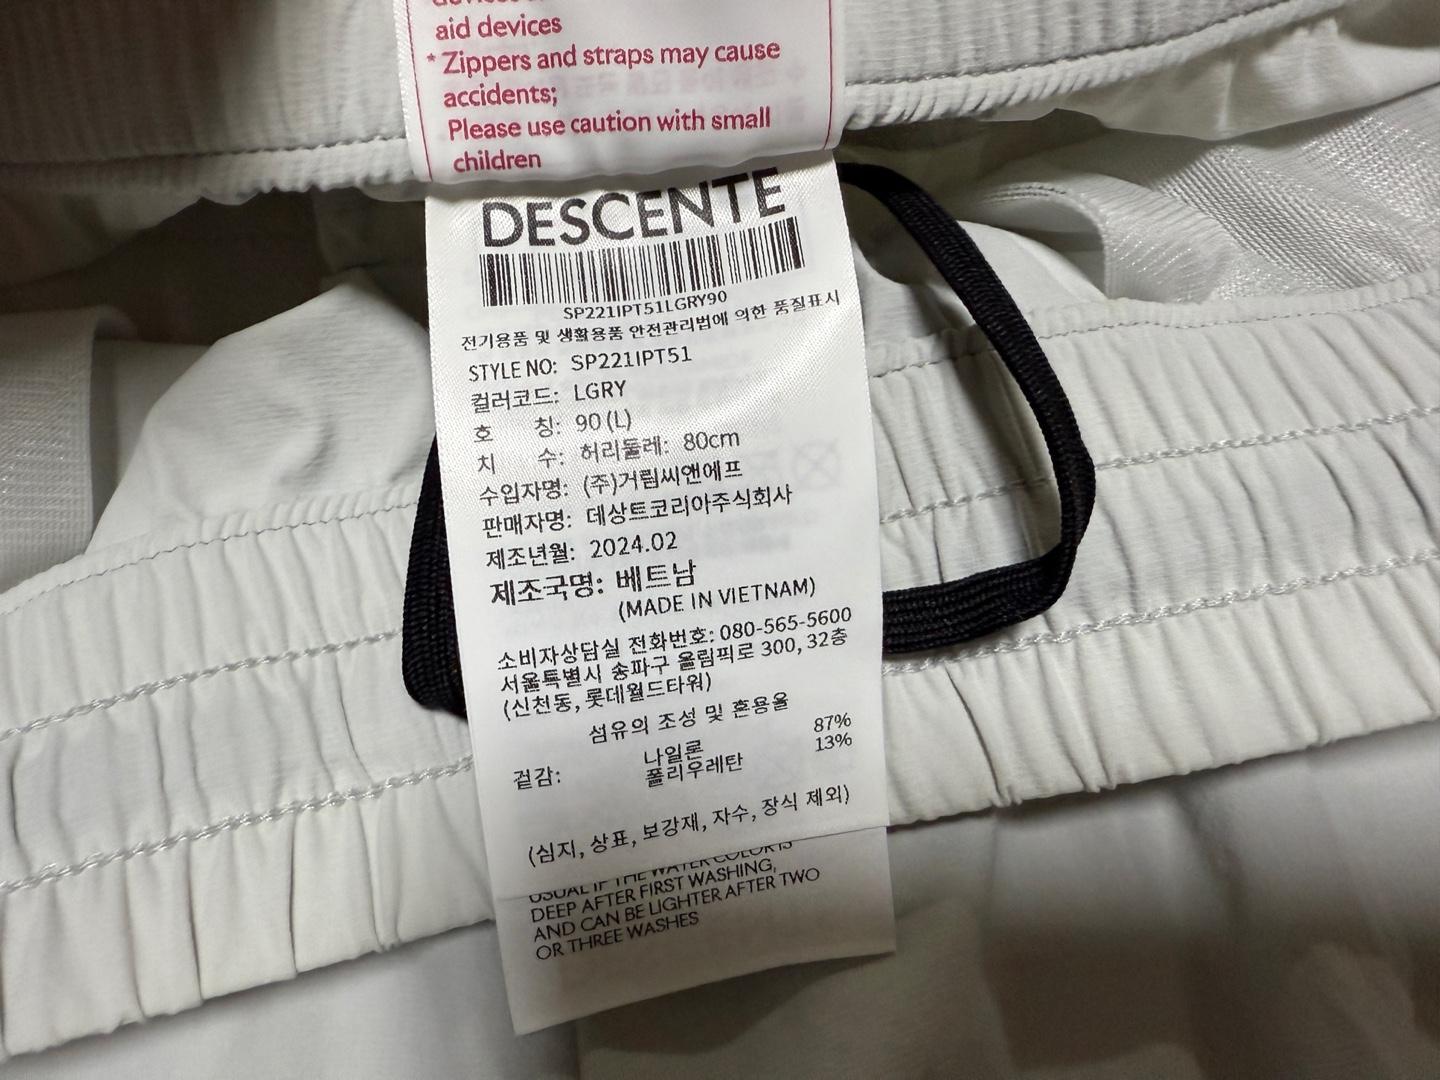 aid devices
* Zippers and straps may cause
accidents;
Please use caution with small
children
DESCENTE
SP221IPT51LGRY90
전기용품 및 생활용품 안전관리법에 의한 품질표시
STYLE NO: SP221IPT51
컬러코드: LGRY
호 칭: 90(L)
치 수: 허리둘레: 80cm
수입자명: (주)거림씨앤에프
판매자명: 데상트코리아주식회사
제조년월: 2024.02
제조국명: 베트남
(MADE IN VIETNAM)
소비자상담실 전화번호: 080-565-5600
서울특별시 송파구 올림픽로 300, 32층
(신천동, 롯데월드타워)
섬유의 조성 및 혼용율
나일론 87%
겉감: 폴리우레탄 13%
(심지, 상표, 보강재, 자수, 장식 제외)
USUAL IF THE WATER COLOR IS
DEEP AFTER FIRST WASHING,
AND CAN BE LIGHTER AFTER TWO
OR THREE WASHES